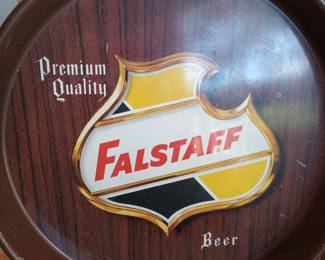 Premium
Quality
FALSTAFF
Beer